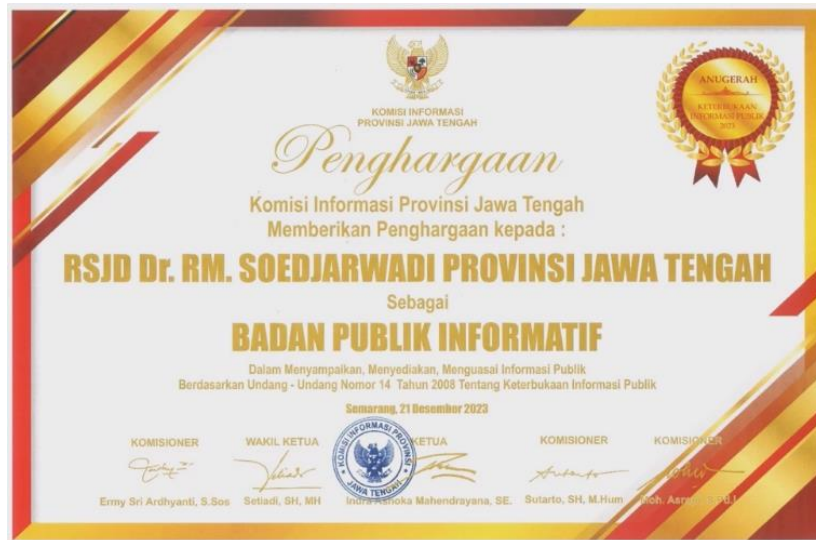 KOMISI INFORMASI
PROVINSI JAWA TENGAH
ANUGERAH
KETERBUKAAN
INFORMASI PUBLIK
2023
Penghargaan
Komisi Informasi Provinsi Jawa Tengah
Memberikan Penghargaan kepada :
RSJD Dr. RM. SOEDJARWADI PROVINSI JAWA TENGAH
Sebagai
BADAN PUBLIK INFORMATIF
Dalam Menyampaikan, Menyediakan, Menguasai Informasi Publik
Berdasarkan Undang - Undang Nomor 14 Tahun 2008 Tentang Keterbukaan Informasi Publik
Semarang, 21 Desember 2023
KOMISIONER WAKIL KETUA KETUA KOMISIONER KOMISIONER
KOMISI INFORMASI PROVINSI
JAWA TENGAH
Ermy Sri Ardhyanti, S.Sos Setiadi, SH, MH Indra Ashoka Mahendrayana, SE. Sutarto, SH, M.Hum Moh.